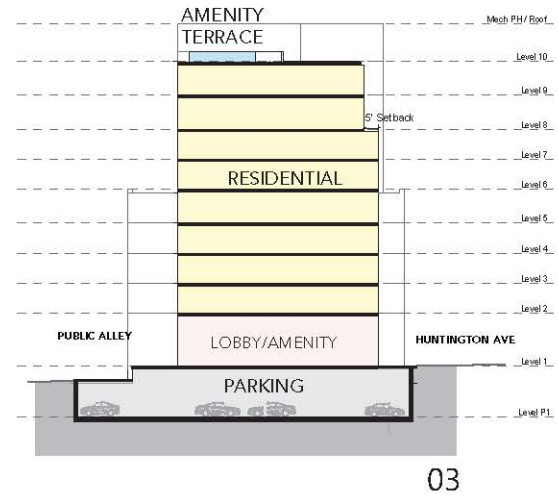 AMENITY
TERRACE
Mech PH / Roof
Level 10
Level 9
5' Setback
Level 8
Level 7
RESIDENTIAL
Level 6
Level 5
Level 4
Level 3
Level 2
PUBLIC ALLEY
LOBBY/AMENITY
HUNTINGTON AVE
Level 1
PARKING
Level P1
03